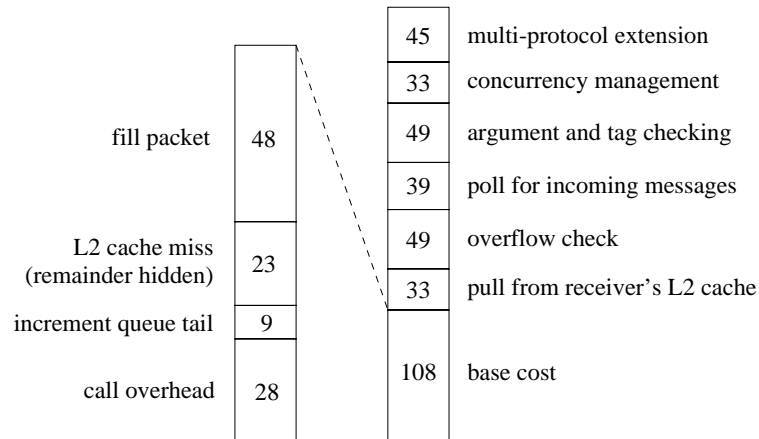 fill packet
48
L2 cache miss
(remainder hidden)
23
increment queue tail
9
call overhead
28
45
multi-protocol extension
33
concurrency management
49
argument and tag checking
39
poll for incoming messages
49
overflow check
33
pull from receiver's L2 cache
108
base cost